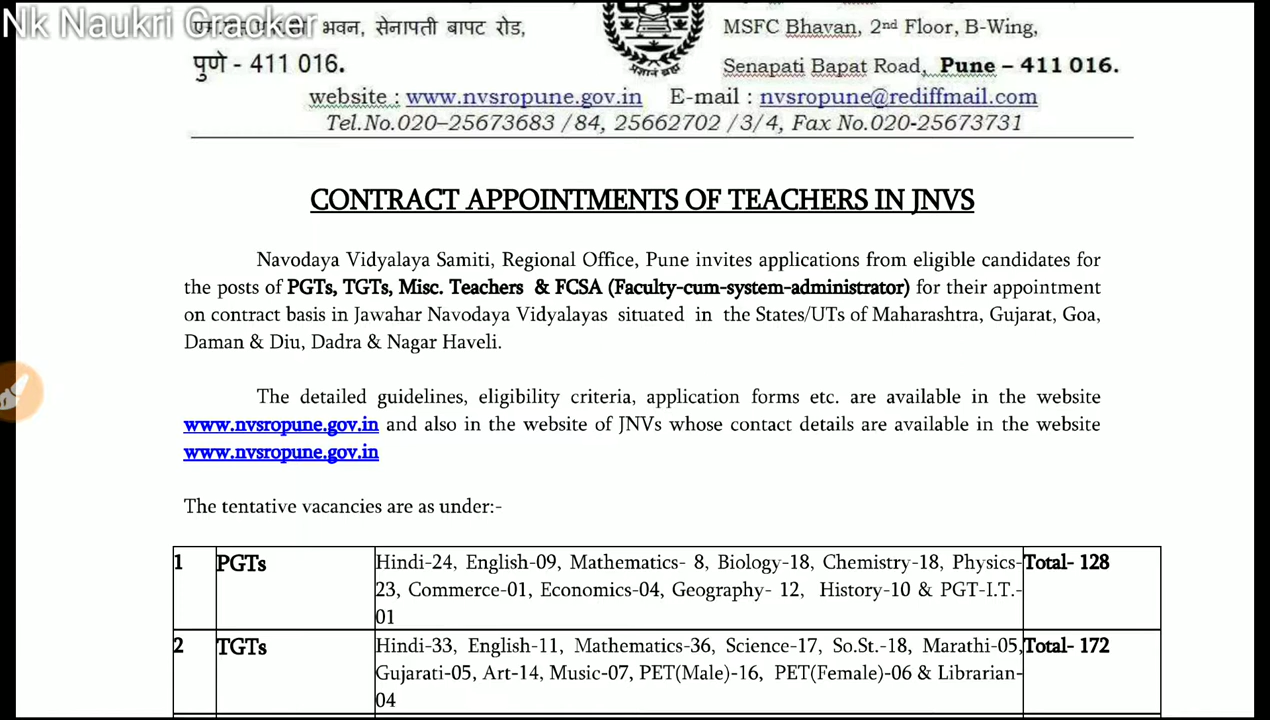 Nk Naukri Cracker
भवन, सेनापती बापट रोड,
MSFC Bhavan, 2nd Floor, B-Wing,
पुणे - 411 016.
Senapati Bapat Road, Pune – 411 016.
प्रज्ञानं ब्रह्म
website : www.nvsropune.gov.in E-mail : nvsropune@rediffmail.com
Tel.No.020–25673683 /84, 25662702 /3/4, Fax No.020-25673731
CONTRACT APPOINTMENTS OF TEACHERS IN JNVS
Navodaya Vidyalaya Samiti, Regional Office, Pune invites applications from eligible candidates for
the posts of PGTs, TGTs, Misc. Teachers & FCSA (Faculty-cum-system-administrator) for their appointment
on contract basis in Jawahar Navodaya Vidyalayas situated in the States/UTs of Maharashtra, Gujarat, Goa,
Daman & Diu, Dadra & Nagar Haveli.
The detailed guidelines, eligibility criteria, application forms etc. are available in the website
www.nvsropune.gov.in and also in the website of JNVs whose contact details are available in the website
www.nvsropune.gov.in
The tentative vacancies are as under:-
1 PGTs Hindi-24, English-09, Mathematics- 8, Biology-18, Chemistry-18, Physics- Total- 128
23, Commerce-01, Economics-04, Geography- 12, History-10 & PGT-I.T.-
01
2 TGTs Hindi-33, English-11, Mathematics-36, Science-17, So.St.-18, Marathi-05, Total- 172
Gujarati-05, Art-14, Music-07, PET(Male)-16, PET(Female)-06 & Librarian-
04